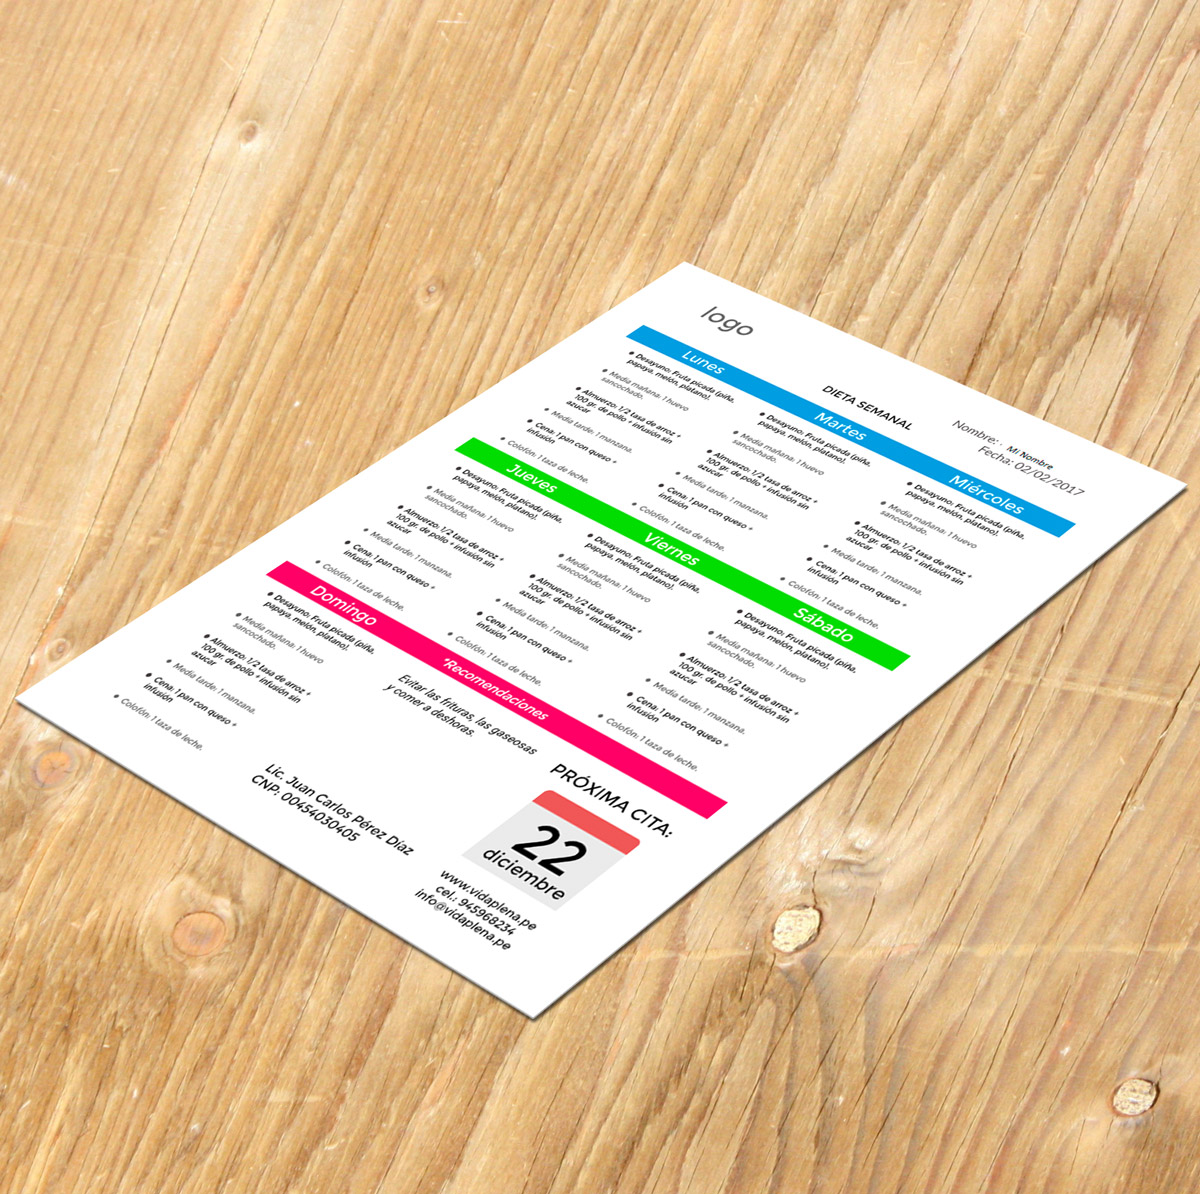 logo
DIETA SEMANAL
Nombre: · Mi Nombre
Fecha: 02/02/2017
Lunes
• Desayuno: Fruta picada (piña,
papaya, melón, platano).
• Media mañana: 1 huevo
sancochado.
• Almuerzo: 1/2 tasa de arroz +
100 gr. de pollo + infusión sin
azucar
• Media tarde: 1 manzana.
• Cena: 1 pan con queso +
infusión
• Colofón: 1 taza de leche.
Martes
• Desayuno: Fruta picada (piña,
papaya, melón, platano).
• Media mañana: 1 huevo
sancochado.
• Almuerzo: 1/2 tasa de arroz +
100 gr. de pollo + infusión sin
azucar
• Media tarde: 1 manzana.
• Cena: 1 pan con queso +
infusión
• Colofón: 1 taza de leche.
Miércoles
• Desayuno: Fruta picada (piña,
papaya, melón, platano).
• Media mañana: 1 huevo
sancochado.
• Almuerzo: 1/2 tasa de arroz +
100 gr. de pollo + infusión sin
azucar
• Media tarde: 1 manzana.
• Cena: 1 pan con queso +
infusión
• Colofón: 1 taza de leche.
Jueves
• Desayuno: Fruta picada (piña,
papaya, melón, platano).
• Media mañana: 1 huevo
sancochado.
• Almuerzo: 1/2 tasa de arroz +
100 gr. de pollo + infusión sin
azucar
• Media tarde: 1 manzana.
• Cena: 1 pan con queso +
infusión
• Colofón: 1 taza de leche.
Viernes
• Desayuno: Fruta picada (piña,
papaya, melón, platano).
• Media mañana: 1 huevo
sancochado.
• Almuerzo: 1/2 tasa de arroz +
100 gr. de pollo + infusión sin
azucar
• Media tarde: 1 manzana.
• Cena: 1 pan con queso +
infusión
• Colofón: 1 taza de leche.
Sábado
• Desayuno: Fruta picada (piña,
papaya, melón, platano).
• Media mañana: 1 huevo
sancochado.
• Almuerzo: 1/2 tasa de arroz +
100 gr. de pollo + infusión sin
azucar
• Media tarde: 1 manzana.
• Cena: 1 pan con queso +
infusión
• Colofón: 1 taza de leche.
Domingo
• Desayuno: Fruta picada (piña,
papaya, melón, platano).
• Media mañana: 1 huevo
sancochado.
• Almuerzo: 1/2 tasa de arroz +
100 gr. de pollo + infusión sin
azucar
• Media tarde: 1 manzana.
• Cena: 1 pan con queso +
infusión
• Colofón: 1 taza de leche.
*Recomendaciones
Evitar las frituras, las gaseosas
y comer a deshoras.
PRÓXIMA CITA:
22
diciembre
Lic. Juan Carlos Pérez Díaz
CNP: 00454030405
www.vidaplena.pe
cel.: 945968234
info@vidaplena.pe